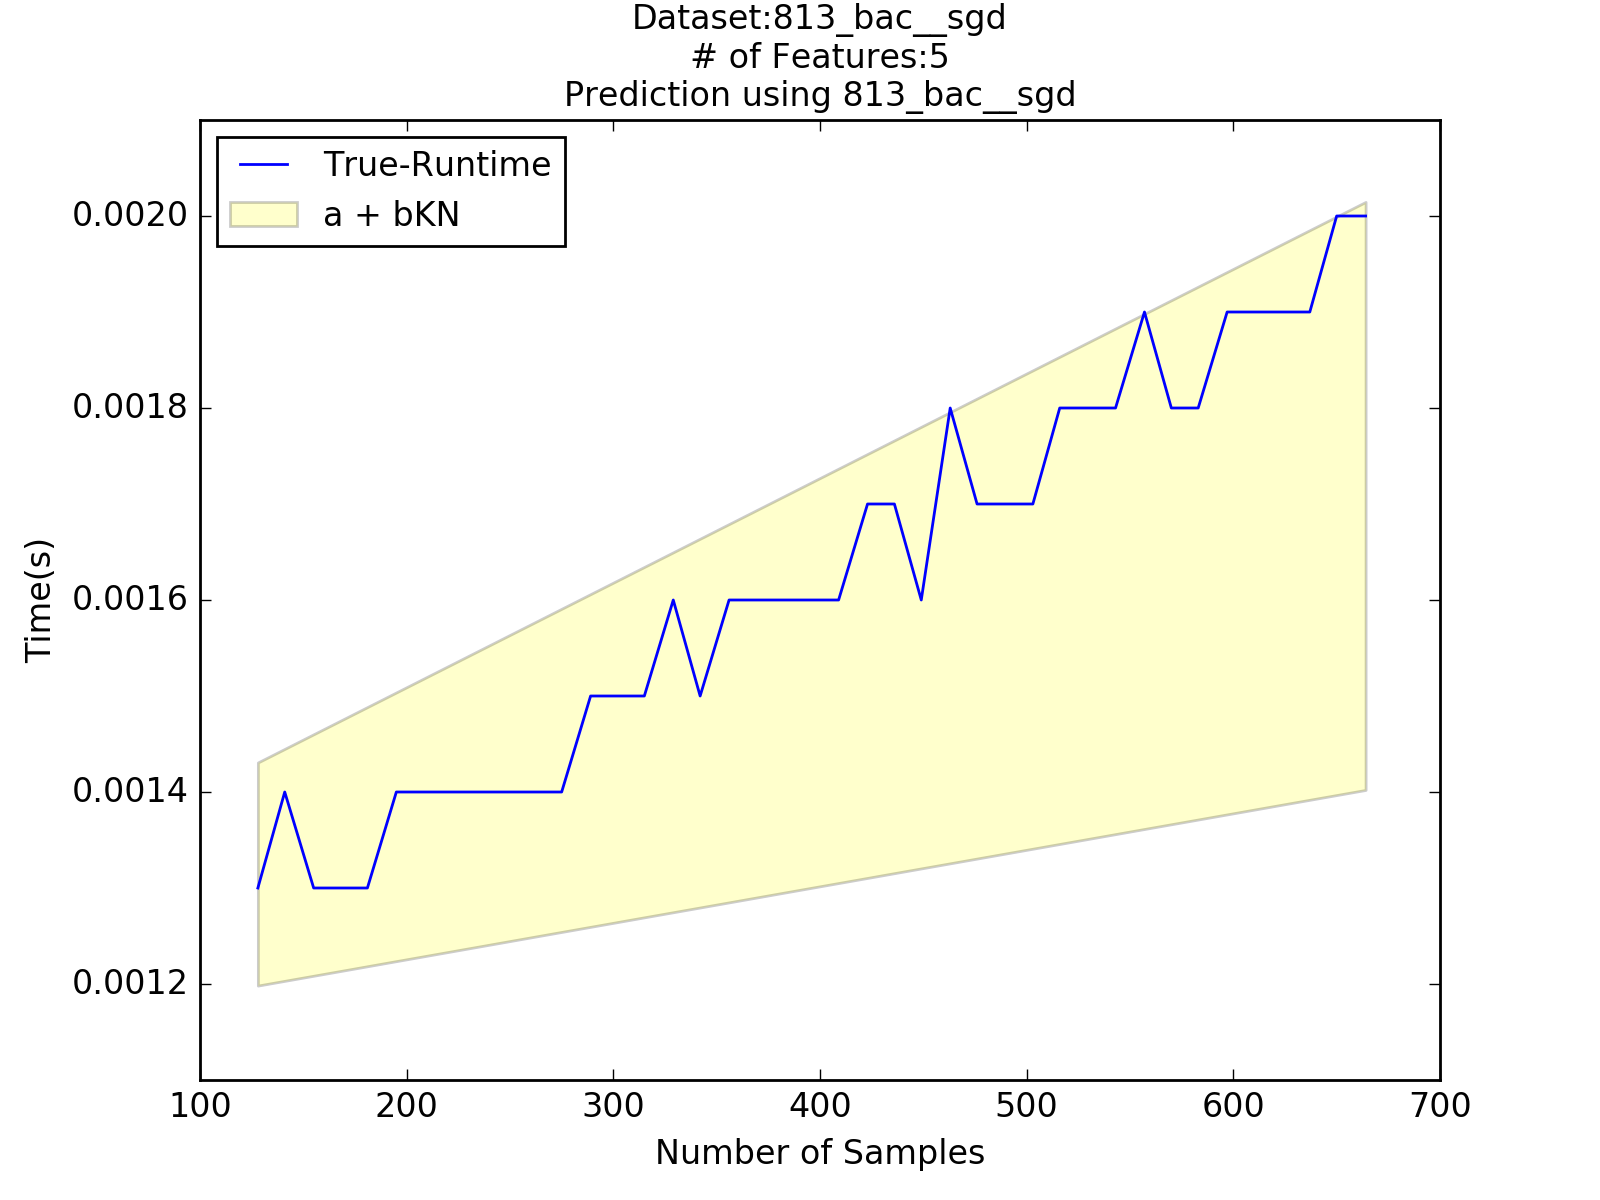 Dataset:813_bac__sgd
# of Features:5
Prediction using 813_bac__sgd
True-Runtime
a + bKN
0.0020
0.0018
0.0016
0.0014
0.0012
Time(s)
100 200 300 400 500 600 700
Number of Samples